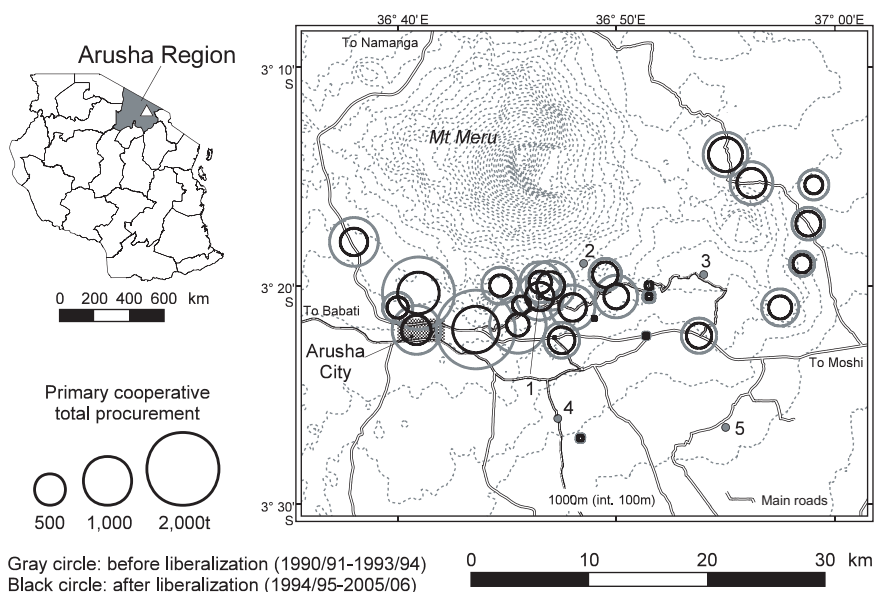 36° 40' E
36° 50' E
37° 00' E
To Namanga
Arusha Region
3° 10'
S
Mt Meru
2
3
0 200 400 600 km
3° 20'
S
To Babati
Arusha
City
To Moshi
Primary cooperative
total procurement
1
4
5
500 1,000 2,000t
1000m (int. 100m)
Main roads
3° 30'
S
Gray circle: before liberalization (1990/91-1993/94)
Black circle: after liberalization (1994/95-2005/06)
0 10 20 30 km